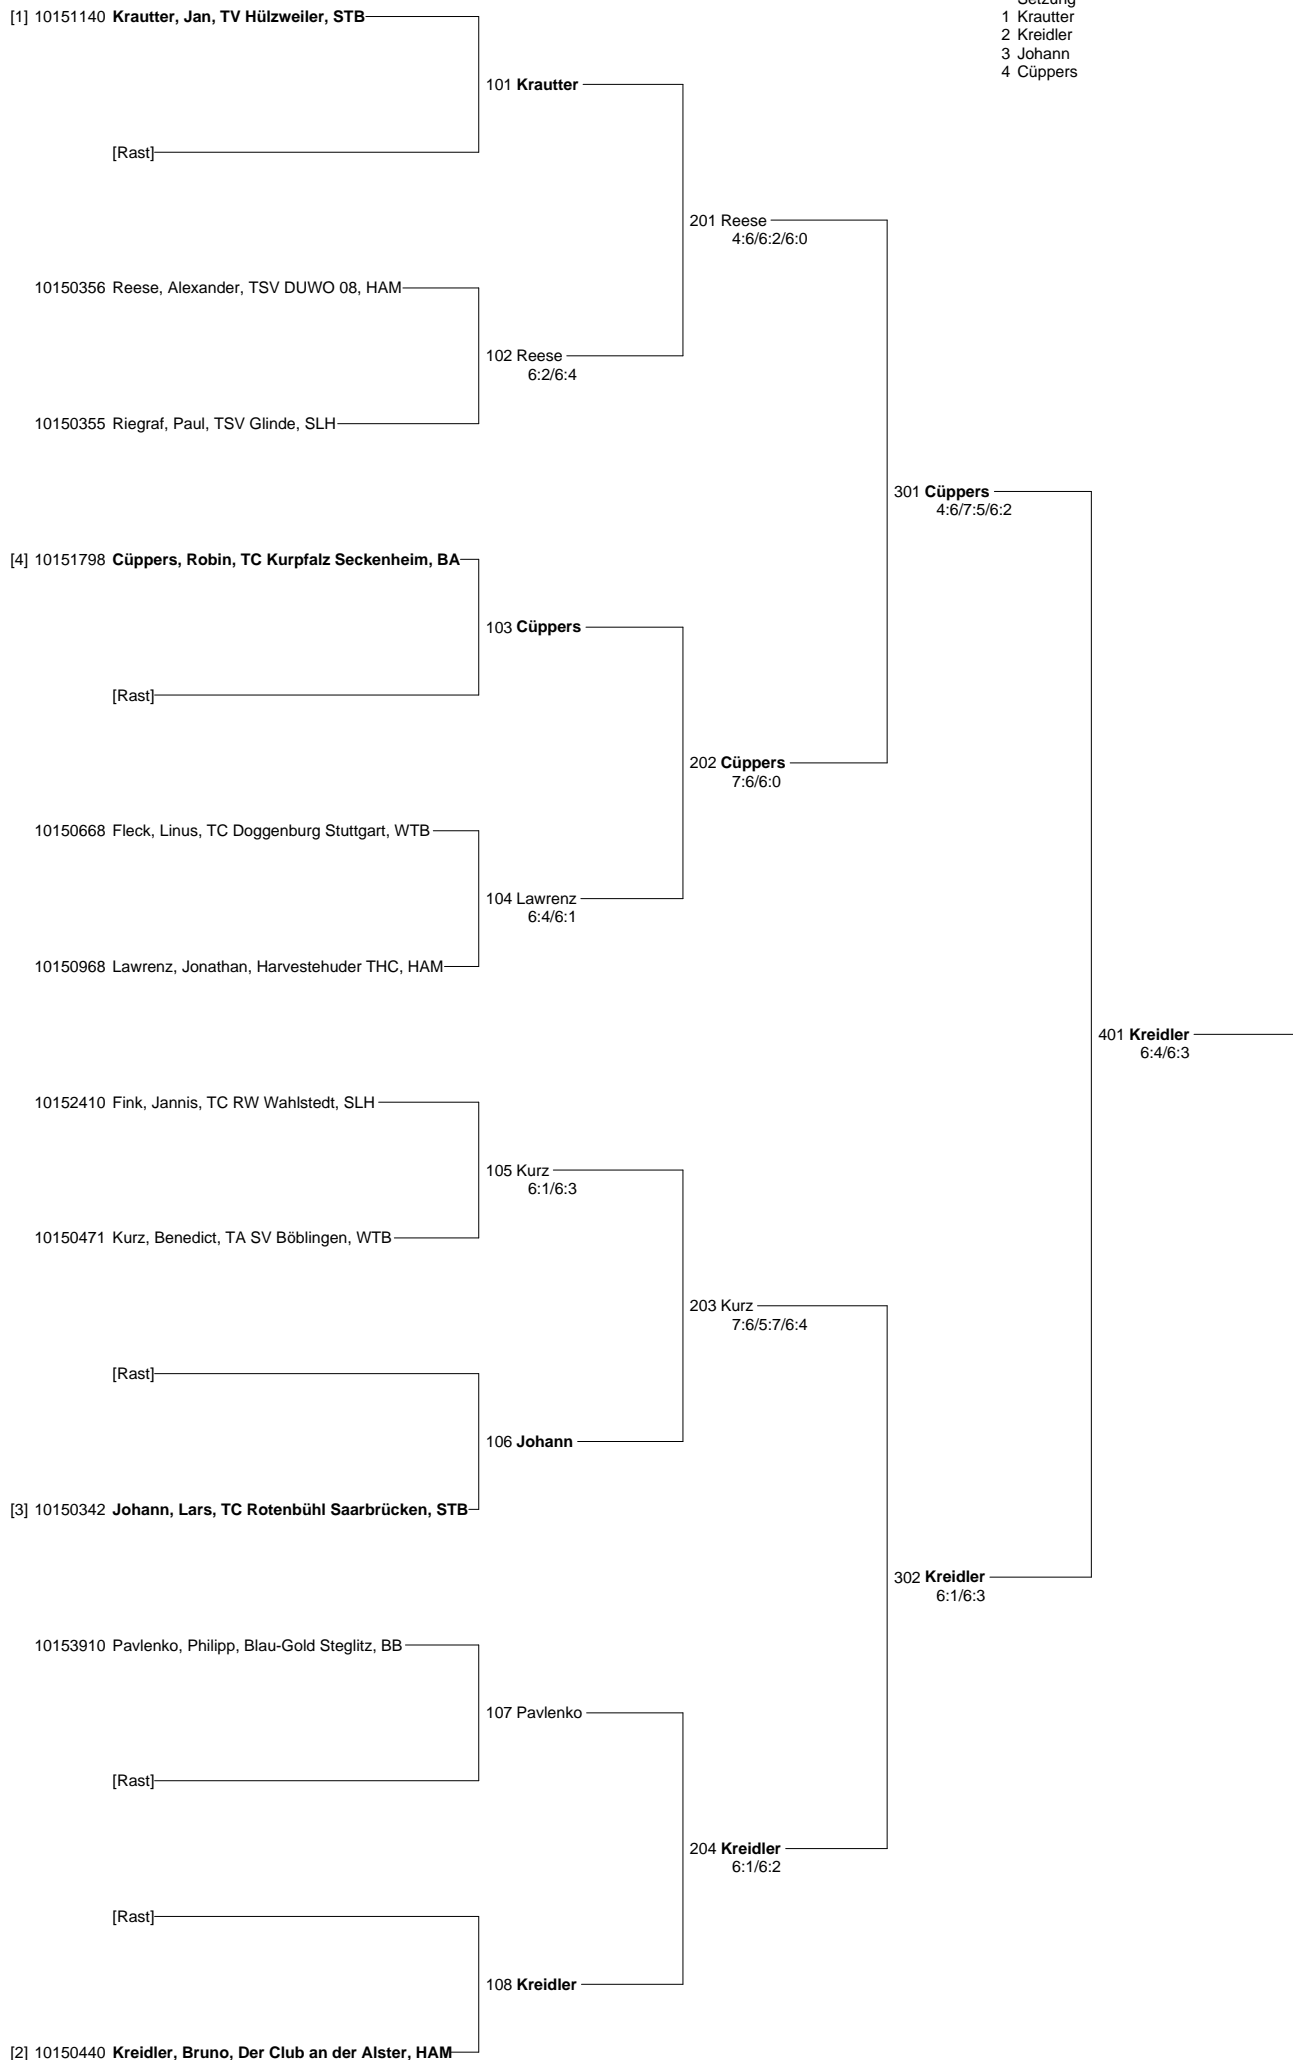 Setzung
1 Krautter
2 Kreidler
3 Johann
4 Cüppers
[1] 10151140 Krautter, Jan, TV Hülzweiler, STB
101 Krautter
[Rast]
201 Reese
4:6/6:2/6:0
10150356 Reese, Alexander, TSV DUWO 08, HAM
102 Reese
6:2/6:4
10150355 Riegraf, Paul, TSV Glinde, SLH
301 Cüppers
4:6/7:5/6:2
[4] 10151798 Cüppers, Robin, TC Kurpfalz Seckenheim, BA
103 Cüppers
[Rast]
202 Cüppers
7:6/6:0
10150668 Fleck, Linus, TC Doggenburg Stuttgart, WTB
104 Lawrenz
6:4/6:1
10150968 Lawrenz, Jonathan, Harvestehuder THC, HAM
401 Kreidler
6:4/6:3
10152410 Fink, Jannis, TC RW Wahlstedt, SLH
105 Kurz
6:1/6:3
10150471 Kurz, Benedict, TA SV Böblingen, WTB
203 Kurz
7:6/5:7/6:4
[Rast]
106 Johann
[3] 10150342 Johann, Lars, TC Rotenbühl Saarbrücken, STB
302 Kreidler
6:1/6:3
10153910 Pavlenko, Philipp, Blau-Gold Steglitz, BB
107 Pavlenko
[Rast]
204 Kreidler
6:1/6:2
[Rast]
108 Kreidler
[2] 10150440 Kreidler, Bruno, Der Club an der Alster, HAM